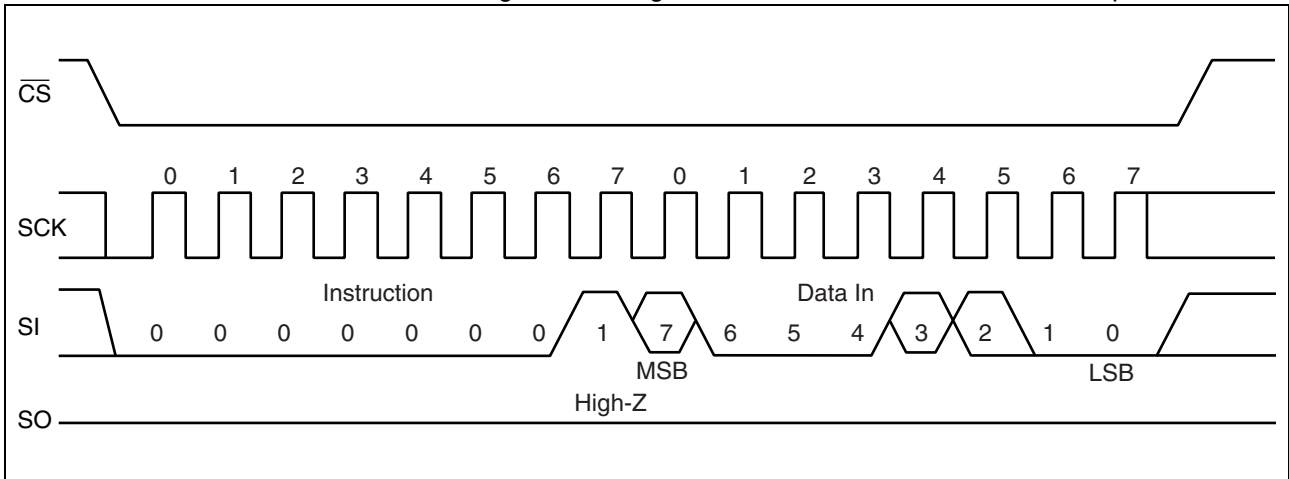 CS
0 1 2 3 4 5 6 7 0 1 2 3 4 5 6 7
SCK
Instruction Data In
SI 0 0 0 0 0 0 0 1 7 6 5 4 3 2 1 0
MSB LSB
High-Z
SO